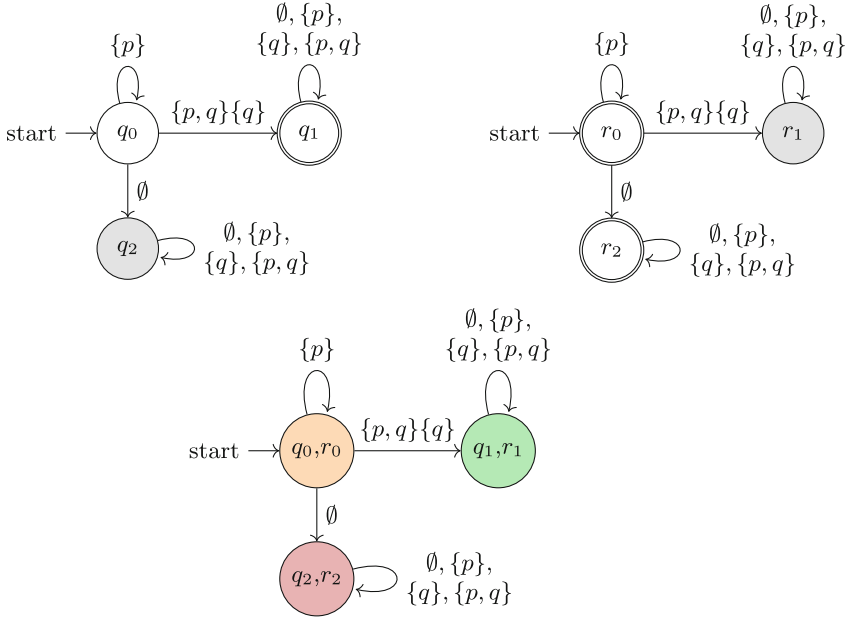 ∅, {p},
{q}, {p, q}
{p}
start
q₀
{p, q}{q}
q₁
∅
q₂
∅, {p},
{q}, {p, q}
∅, {p},
{q}, {p, q}
{p}
start
r₀
{p, q}{q}
r₁
∅
r₂
∅, {p},
{q}, {p, q}
∅, {p},
{q}, {p, q}
{p}
start
q₀,r₀
{p, q}{q}
q₁,r₁
∅
q₂,r₂
∅, {p},
{q}, {p, q}